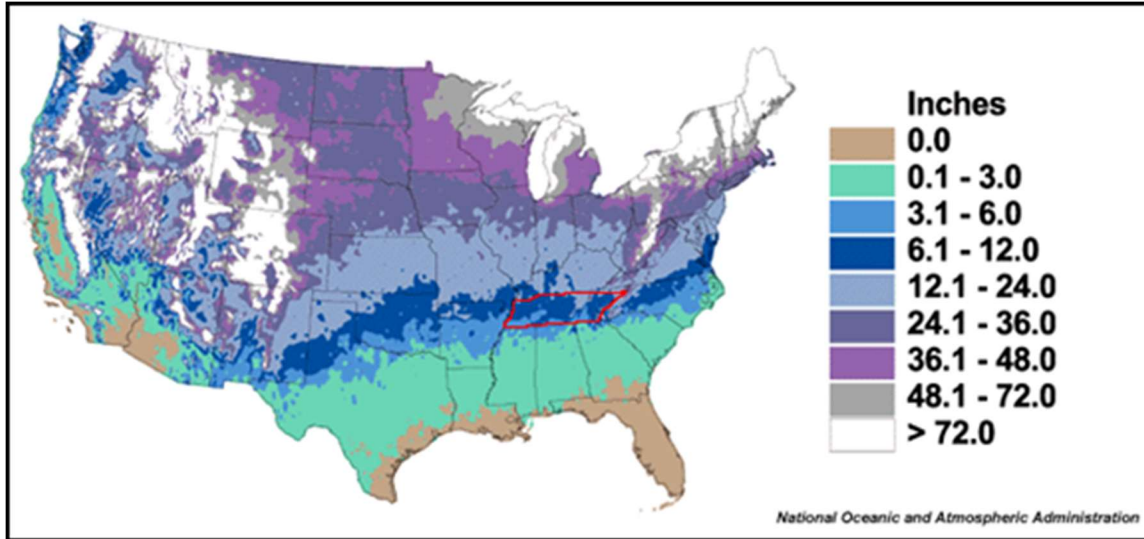 Inches
0.0
0.1 - 3.0
3.1 - 6.0
6.1 - 12.0
12.1 - 24.0
24.1 - 36.0
36.1 - 48.0
48.1 - 72.0
> 72.0
National Oceanic and Atmospheric Administration